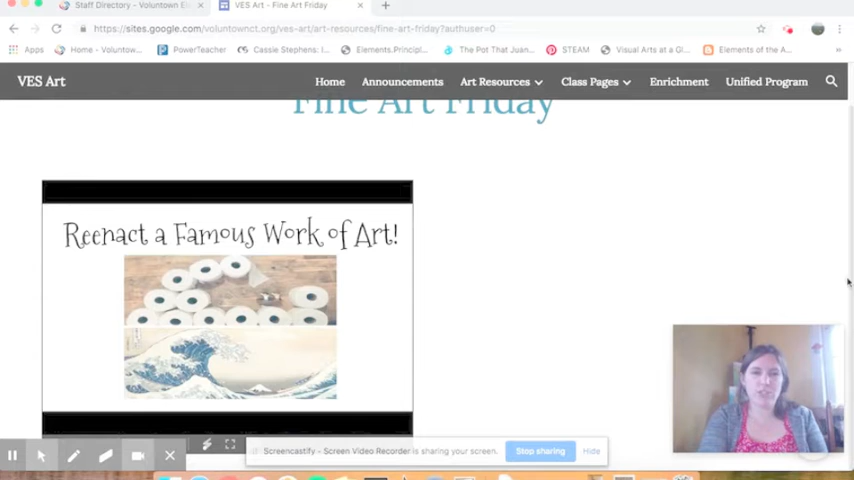 Staff Directory - Voluntown El
VES Art - Fine Art Friday
https://sites.google.com/voluntownct.org/ves-art/art-resources/fine-art-friday?authuser=0
Apps
Home - Voluntow...
PowerTeacher
Cassie Stephens: I...
Elements.Principl...
The Pot That Juan...
STEAM
Visual Arts at a Gl...
Elements of the A...
VES Art
Home
Announcements
Art Resources
Class Pages
Enrichment
Unified Program
Fine Art Friday
Reenact a Famous Work of Art!
Screencastify - Screen Video Recorder is sharing your screen.
Stop sharing
Hide